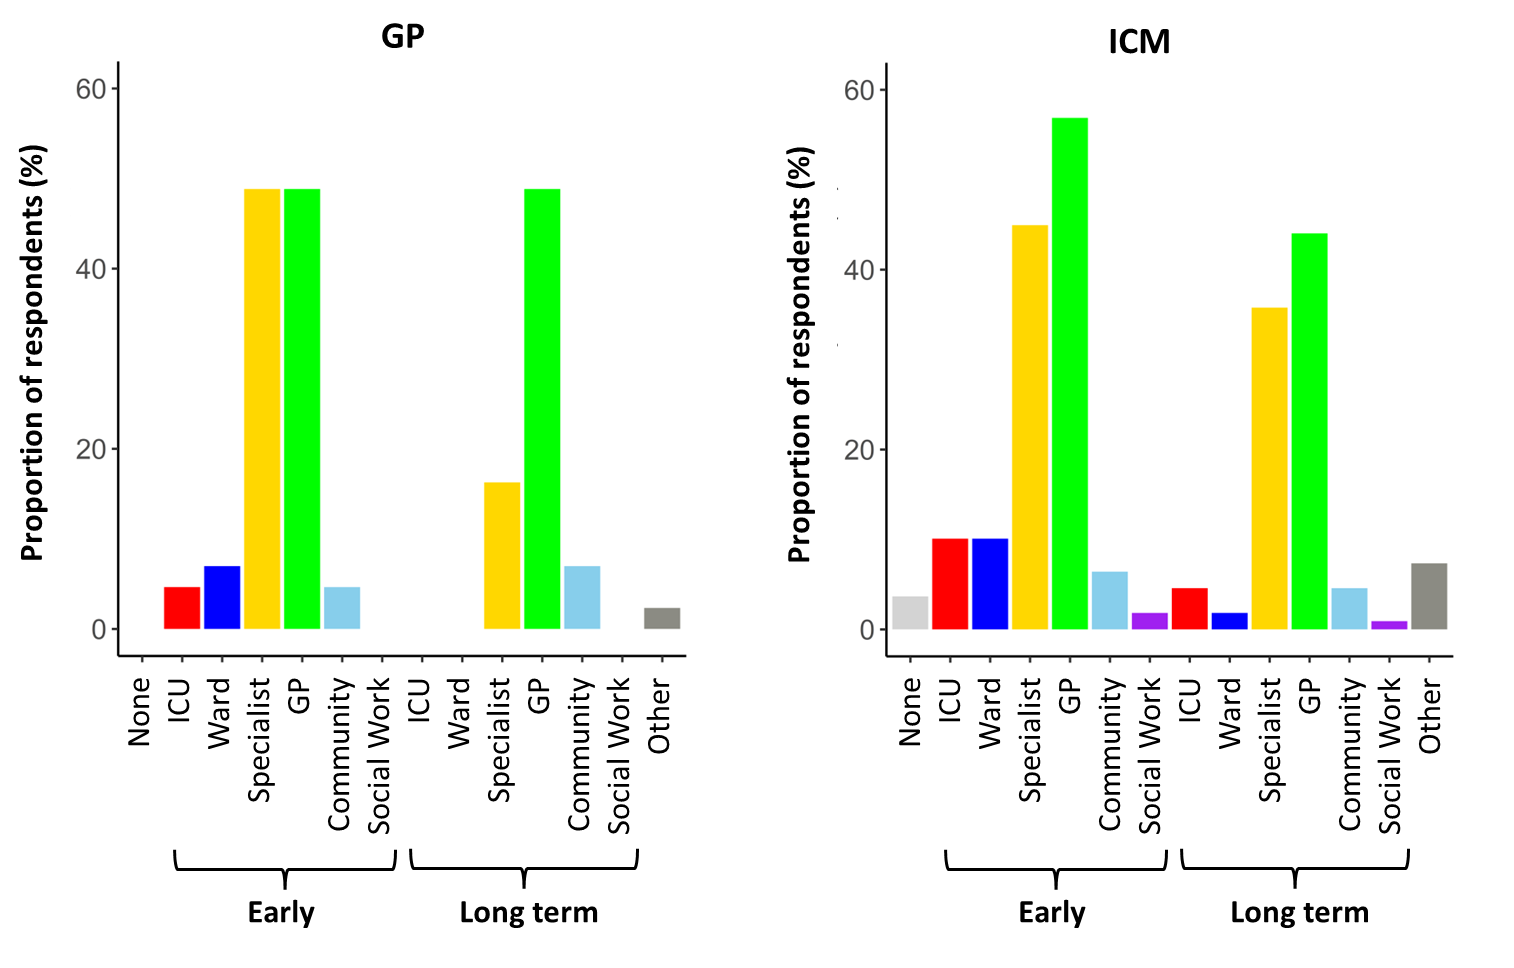 GP
Proportion of respondents (%)
60
40
20
0
None
ICU
Ward
Specialist
GP
Community
Social Work
ICU
Ward
Specialist
GP
Community
Social Work
Other
Early
Long term
ICM
Proportion of respondents (%)
60
40
20
0
None
ICU
Ward
Specialist
GP
Community
Social Work
ICU
Ward
Specialist
GP
Community
Social Work
Other
Early
Long term